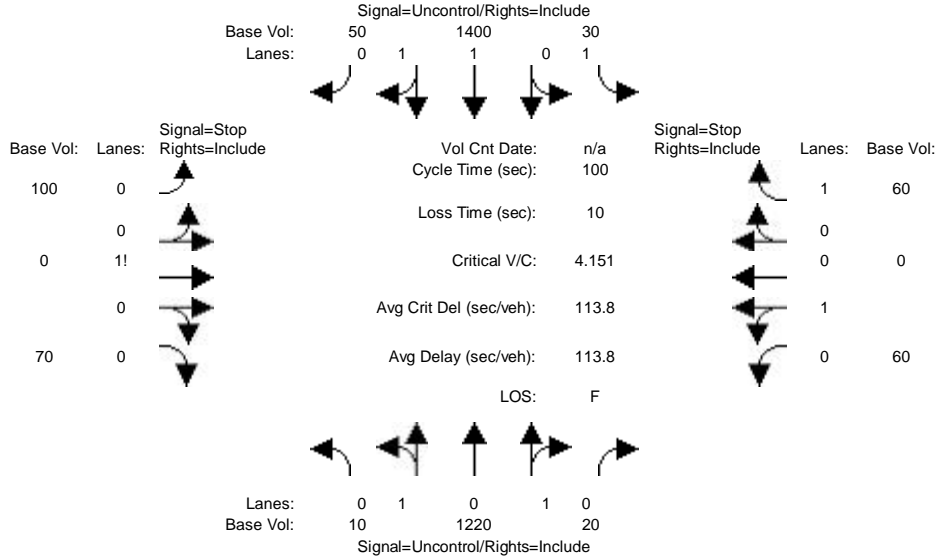 Signal=Uncontrol/Rights=Include
Base Vol: 50 1400 30
Lanes: 0 1 1 0 1
Signal=Stop
Rights=Include
Base Vol: Lanes:
100 0
0
0 1!
0
70 0
Vol Cnt Date: n/a
Cycle Time (sec): 100
Loss Time (sec): 10
Critical V/C: 4.151
Avg Crit Del (sec/veh): 113.8
Avg Delay (sec/veh): 113.8
LOS: F
Signal=Stop
Rights=Include
Lanes: Base Vol:
1 60
0
0 0
1
0 60
Lanes: 0 1 0 1 0
Base Vol: 10 1220 20
Signal=Uncontrol/Rights=Include